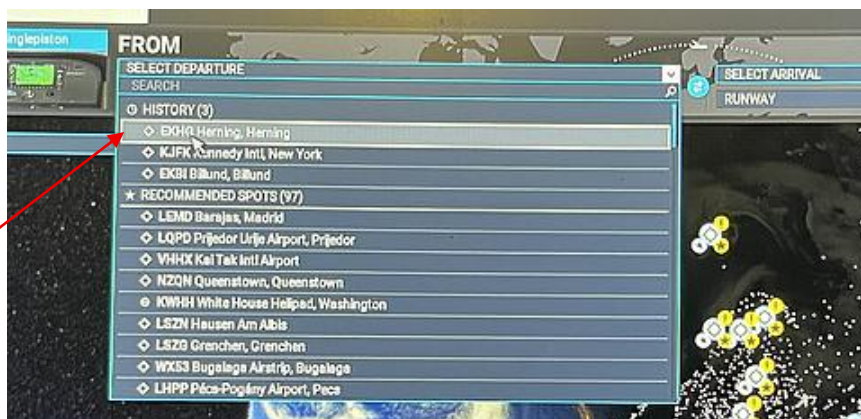 singlepiston
FROM
SELECT DEPARTURE
SEARCH
HISTORY (3)
EKHG Herning, Herning
KJFK Kennedy Intl, New York
EKBI Billund, Billund
RECOMMENDED SPOTS (97)
LEMD Barajas, Madrid
LQPD Prijedor Urije Airport, Prijedor
VHHX Kai Tak Intl Airport
NZQN Queenstown, Queenstown
KWHH White House Helipad, Washington
LSZN Hausen Am Albis
LSZG Grenchen, Grenchen
WX53 Bugalaga Airstrip, Bugalaga
LHPP Pécs-Pogány Airport, Pecs
SELECT ARRIVAL
RUNWAY